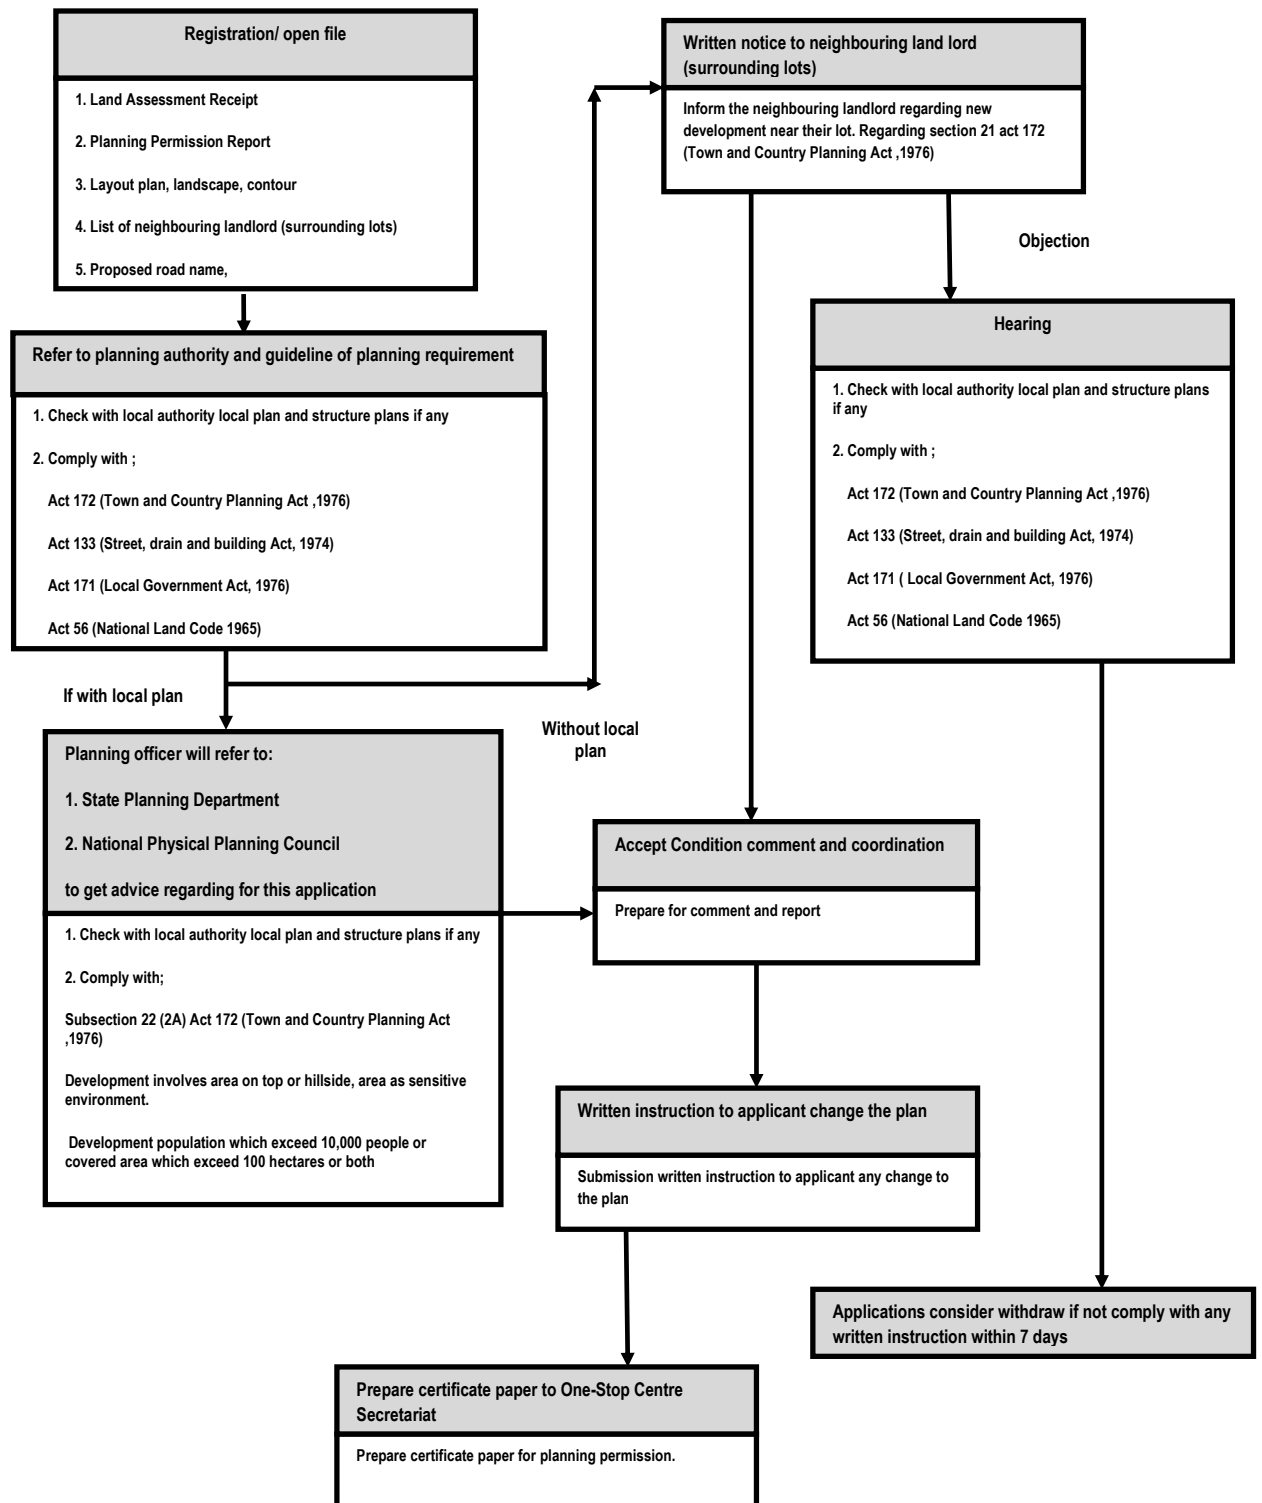 Registration/ open file
1. Land Assessment Receipt
2. Planning Permission Report
3. Layout plan, landscape, contour
4. List of neighbouring landlord (surrounding lots)
5. Proposed road name,
Written notice to neighbouring land lord
(surrounding lots)
Inform the neighbouring landlord regarding new
development near their lot. Regarding section 21 act 172
(Town and Country Planning Act ,1976)
Objection
Refer to planning authority and guideline of planning requirement
1. Check with local authority local plan and structure plans if any
2. Comply with ;
Act 172 (Town and Country Planning Act ,1976)
Act 133 (Street, drain and building Act, 1974)
Act 171 (Local Government Act, 1976)
Act 56 (National Land Code 1965)
Hearing
1. Check with local authority local plan and structure plans
if any
2. Comply with ;
Act 172 (Town and Country Planning Act ,1976)
Act 133 (Street, drain and building Act, 1974)
Act 171 ( Local Government Act, 1976)
Act 56 (National Land Code 1965)
If with local plan
Without local
plan
Planning officer will refer to:
1. State Planning Department
2. National Physical Planning Council
to get advice regarding for this application
1. Check with local authority local plan and structure plans if any
2. Comply with;
Subsection 22 (2A) Act 172 (Town and Country Planning Act
,1976)
Development involves area on top or hillside, area as sensitive
environment.
Development population which exceed 10,000 people or
covered area which exceed 100 hectares or both
Accept Condition comment and coordination
Prepare for comment and report
Written instruction to applicant change the plan
Submission written instruction to applicant any change to
the plan
Applications consider withdraw if not comply with any
written instruction within 7 days
Prepare certificate paper to One-Stop Centre
Secretariat
Prepare certificate paper for planning permission.